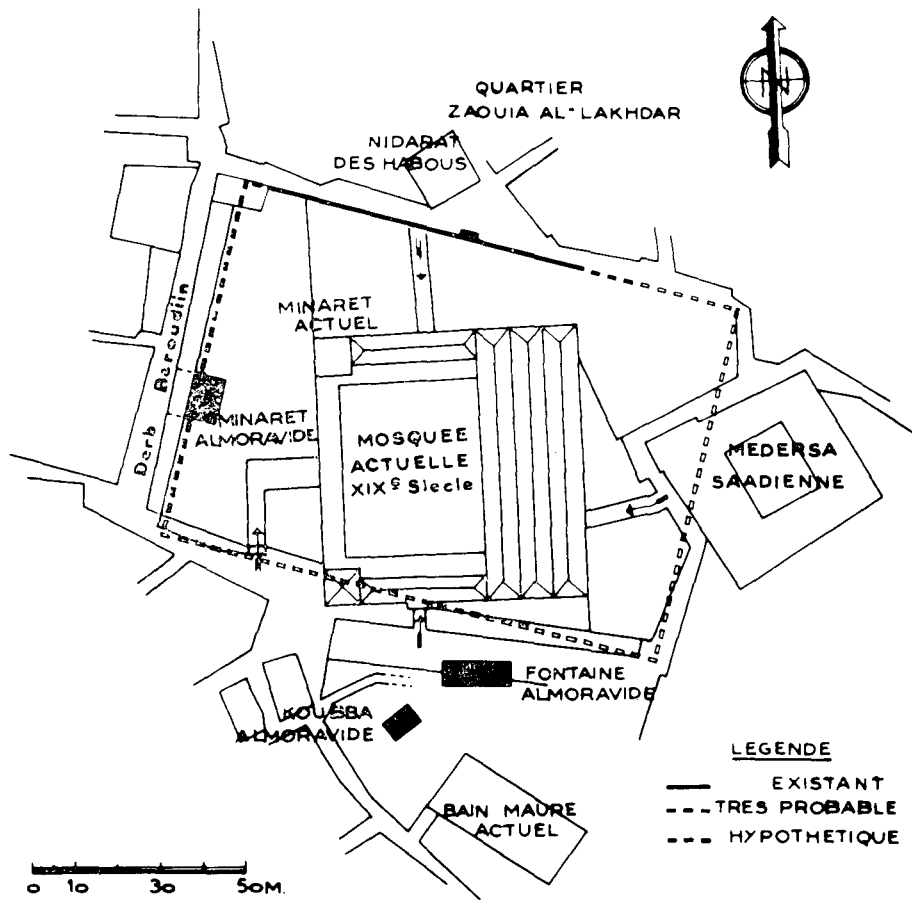 N
QUARTIER
ZAOUIA AL-LAKHDAR
NIDARAT
DES HABOUS
MINARET
ACTUEL
Derb Baroudiin
MINARET
ALMORAVIDE
MOSQUEE
ACTUELLE
XIXe Siecle
MEDERSA
SAADIENNE
FONTAINE
ALMORAVIDE
KOUBBA
ALMORAVIDE
BAIN MAURE
ACTUEL
LEGENDE
EXISTANT
TRES PROBABLE
HYPOTHETIQUE
0 10 30 50M.